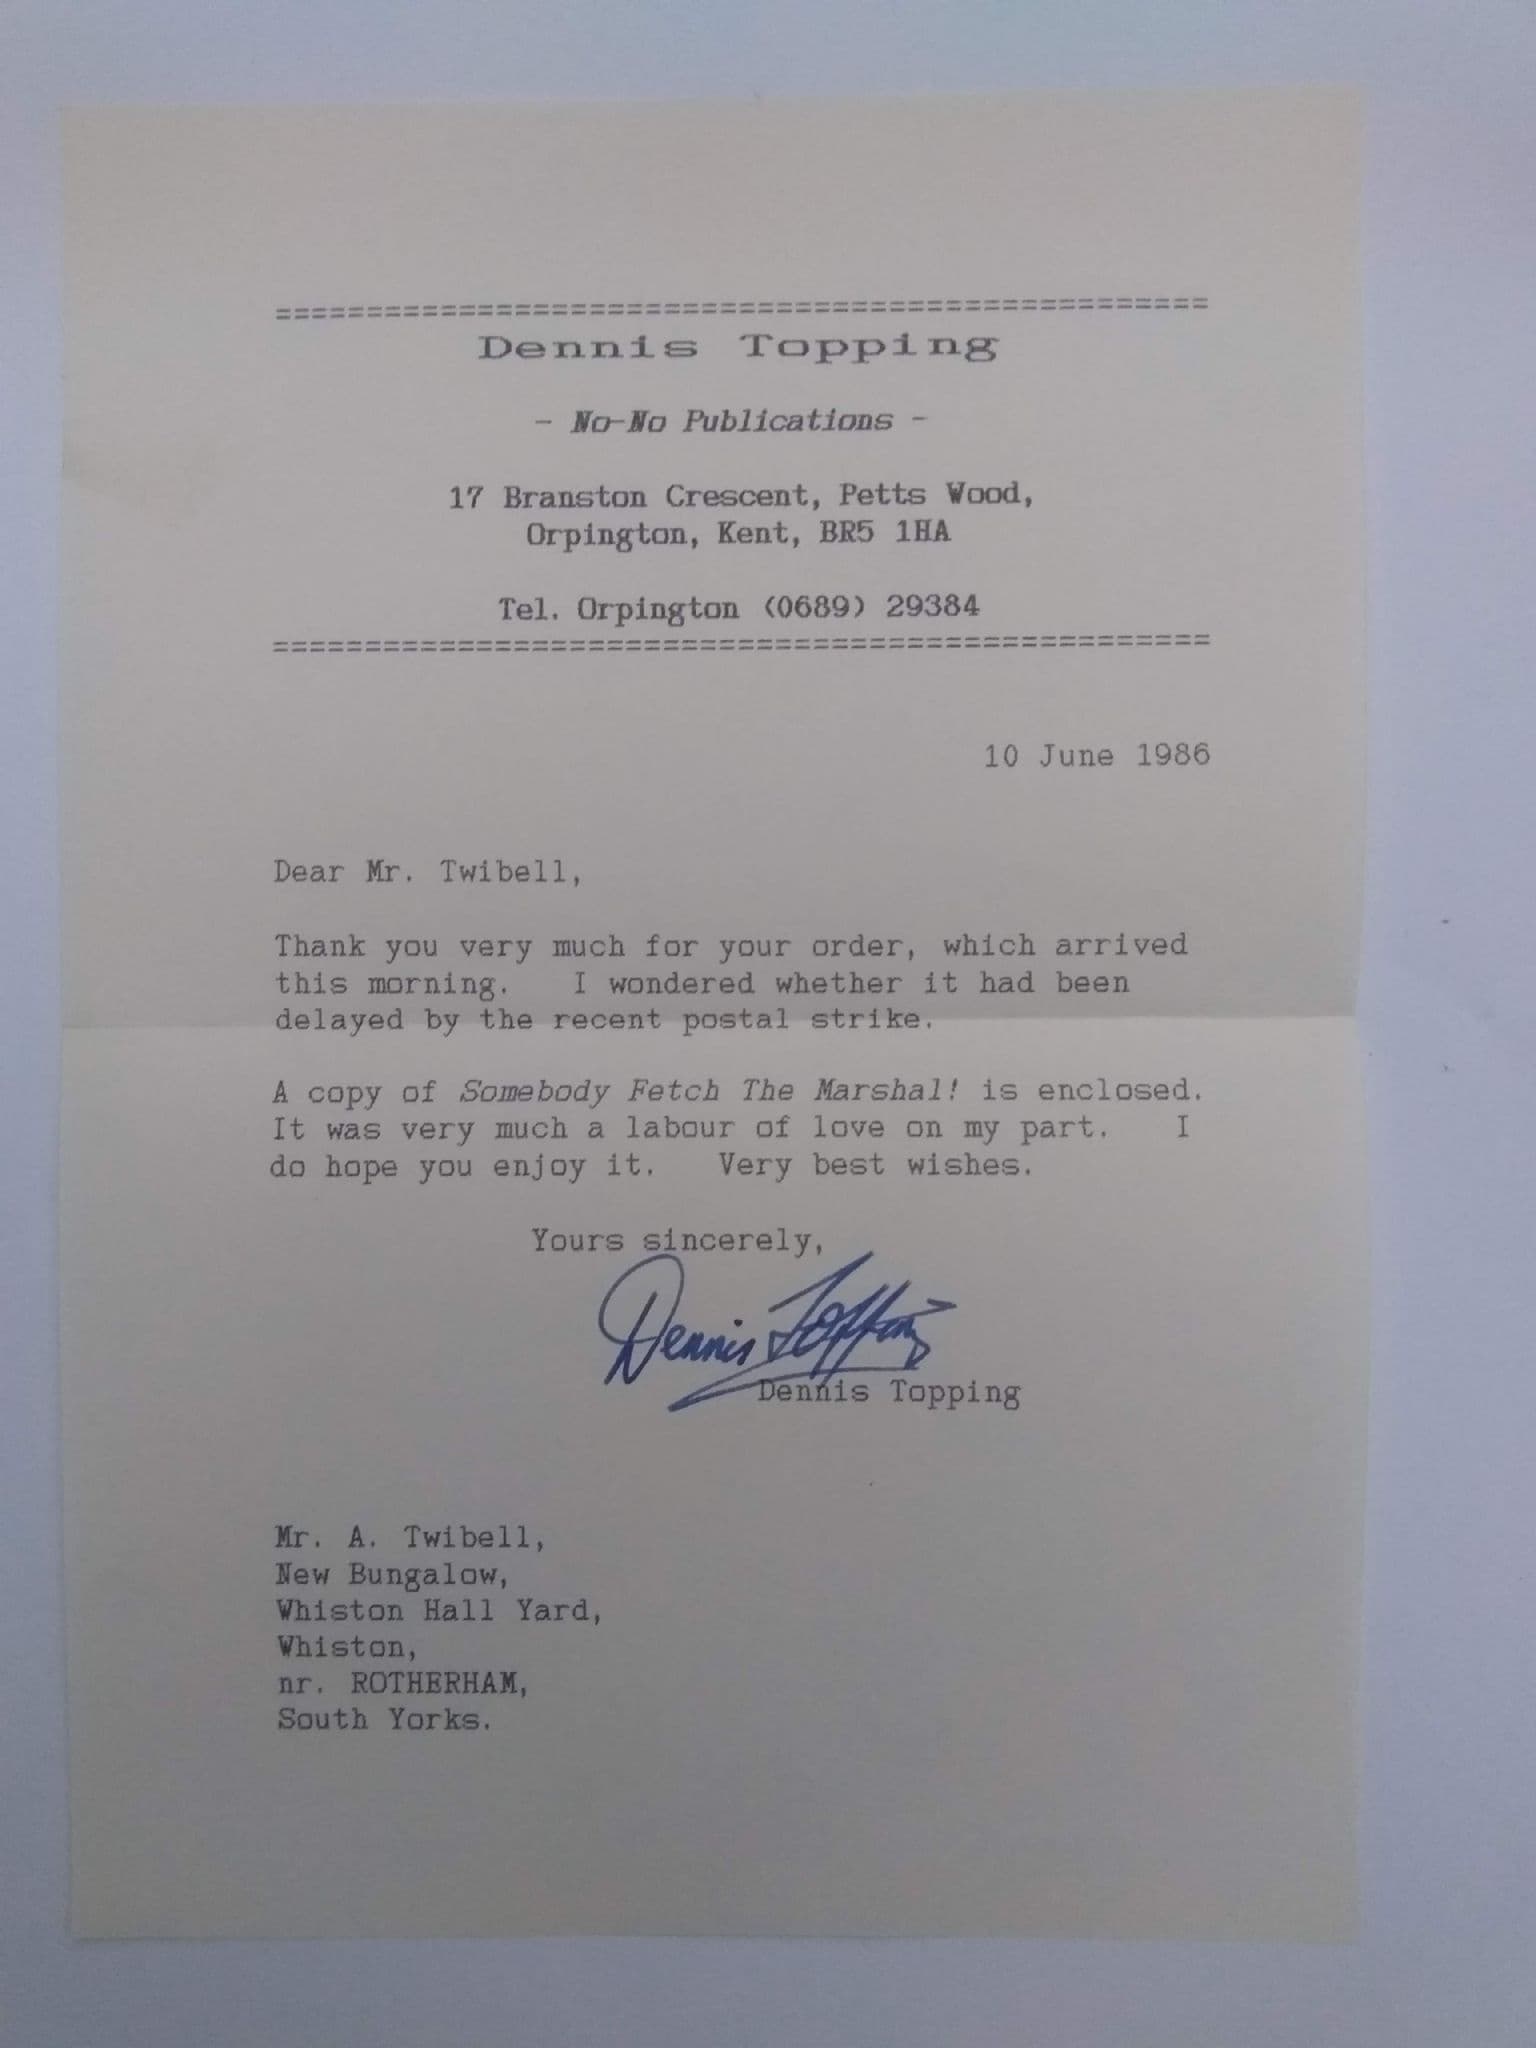 ===================================================
Dennis Topping
- No-No Publications -
17 Branston Crescent, Petts Wood,
Orpington, Kent, BR5 1HA
Tel. Orpington (0689) 29384
===================================================
10 June 1986
Dear Mr. Twibell,
Thank you very much for your order, which arrived
this morning. I wondered whether it had been
delayed by the recent postal strike.
A copy of Somebody Fetch The Marshal! is enclosed.
It was very much a labour of love on my part. I
do hope you enjoy it. Very best wishes.
Yours sincerely,
Dennis Topping
Dennis Topping
Mr. A. Twibell,
New Bungalow,
Whiston Hall Yard,
Whiston,
nr. ROTHERHAM,
South Yorks.